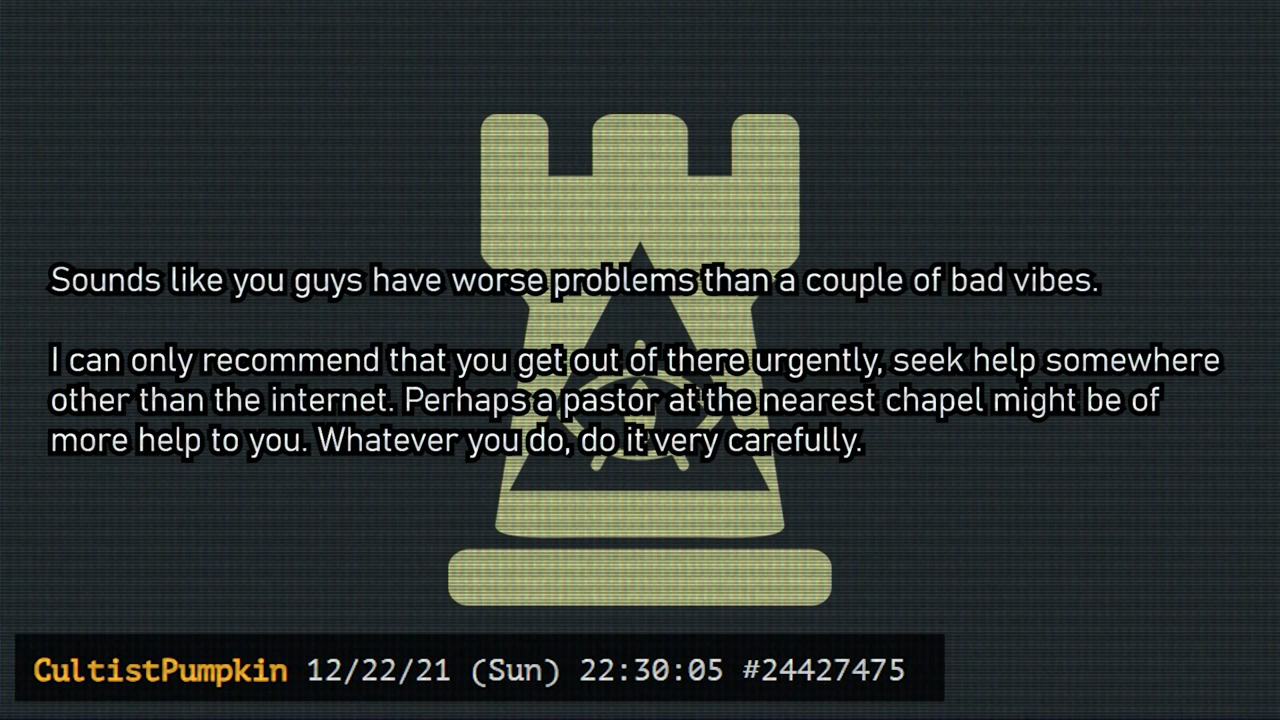 Sounds like you guys have worse problems than a couple of bad vibes.
I can only recommend that you get out of there urgently, seek help somewhere
other than the internet. Perhaps a pastor at the nearest chapel might be of
more help to you. Whatever you do, do it very carefully.
CultistPumpkin 12/22/21 (Sun) 22:30:05 #24427475